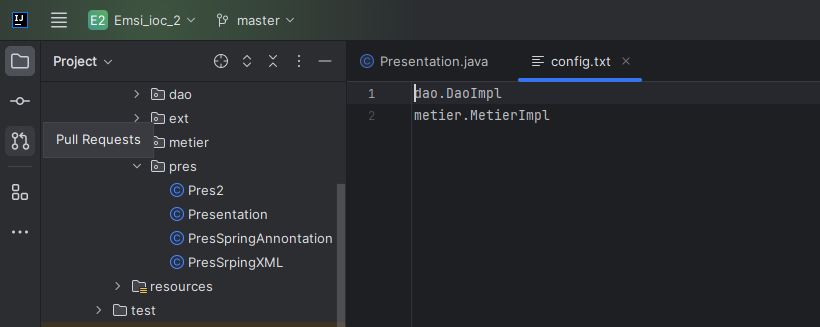 IJ
E2 Emsi_ioc_2 master
Project
Presentation.java
config.txt
dao
ext
Pull Requests
metier
pres
Pres2
Presentation
PresSpringAnnontation
PresSrpingXML
resources
test
1 dao.DaoImpl
2 metier.MetierImpl